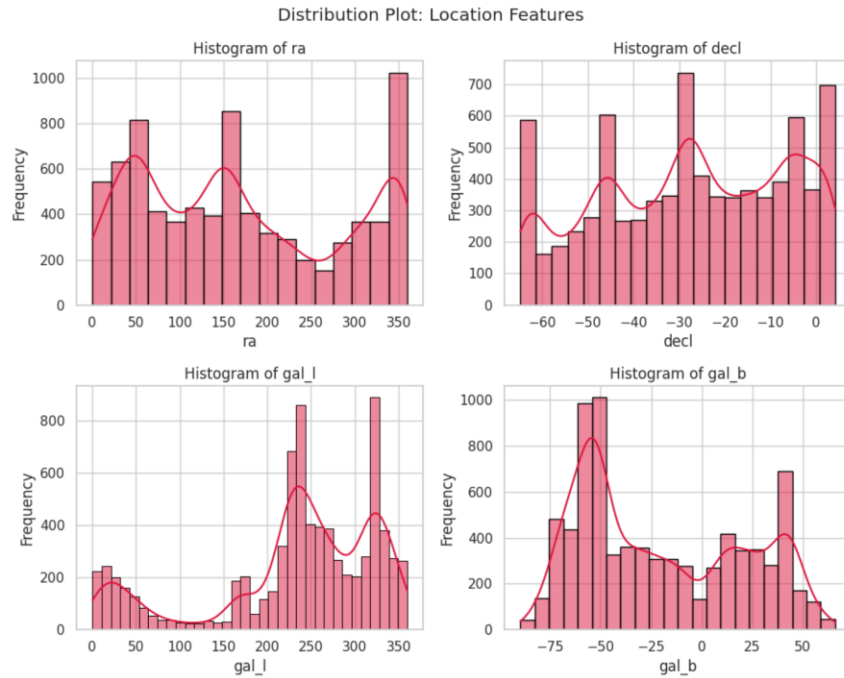 Distribution Plot: Location Features
Histogram of ra
Frequency
1000
800
600
400
200
0
0 50 100 150 200 250 300 350
ra
Histogram of decl
Frequency
700
600
500
400
300
200
100
0
−60 −50 −40 −30 −20 −10 0
decl
Histogram of gal_l
Frequency
800
600
400
200
0
0 50 100 150 200 250 300 350
gal_l
Histogram of gal_b
Frequency
1000
800
600
400
200
0
−75 −50 −25 0 25 50
gal_b